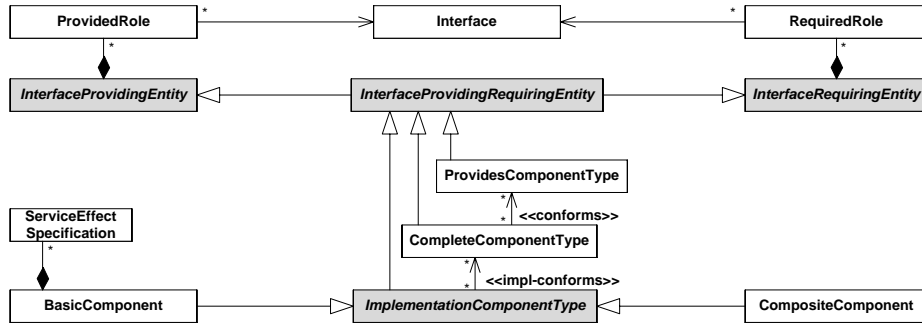 ProvidedRole * Interface * RequiredRole
* *
InterfaceProvidingEntity InterfaceProvidingRequiringEntity InterfaceRequiringEntity
ProvidesComponentType
*
* <<conforms>>
ServiceEffect
Specification
*
CompleteComponentType
*
* <<impl-conforms>>
BasicComponent ImplementationComponentType CompositeComponent